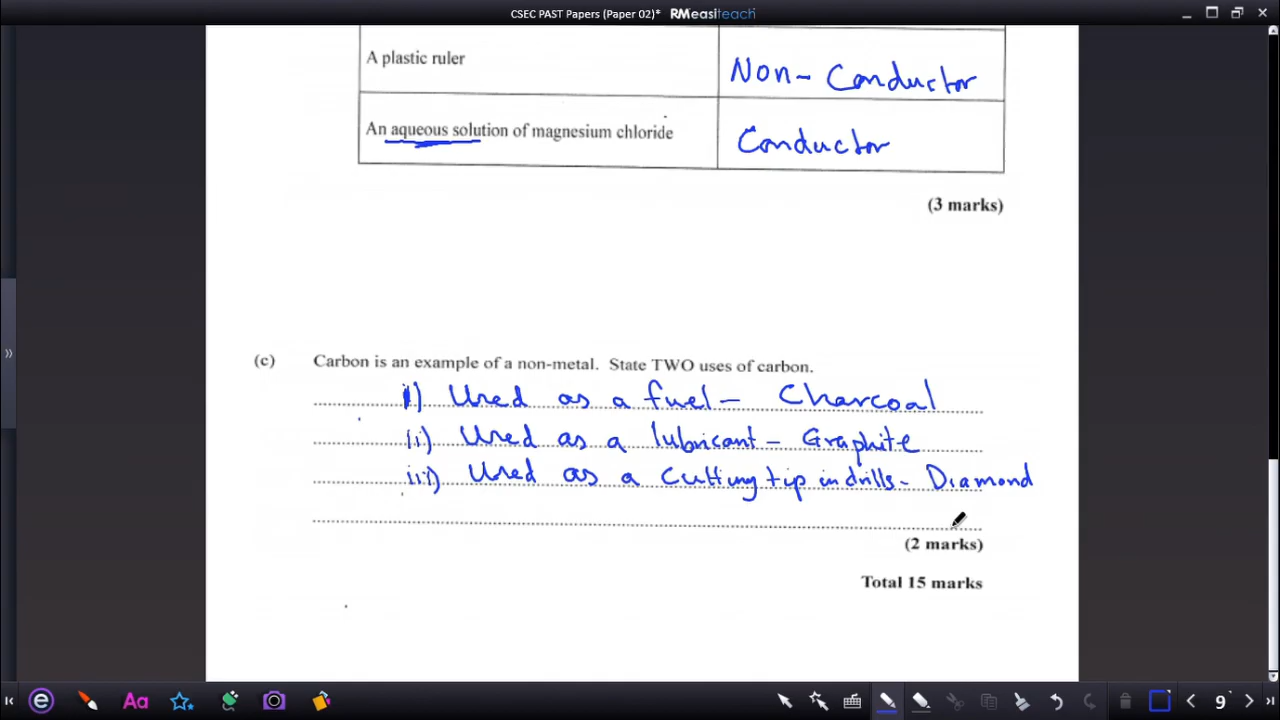 CSEC PAST Papers (Paper 02)* RMeasiteach
A plastic ruler
Non- Conductor
An aqueous solution of magnesium chloride
Conductor
(3 marks)
(c) Carbon is an example of a non-metal. State TWO uses of carbon.
i) Used as a fuel – Charcoal
ii) Used as a lubricant – Graphite
iii) Used as a cutting tip in drills - Diamond
(2 marks)
Total 15 marks
e Aa 9